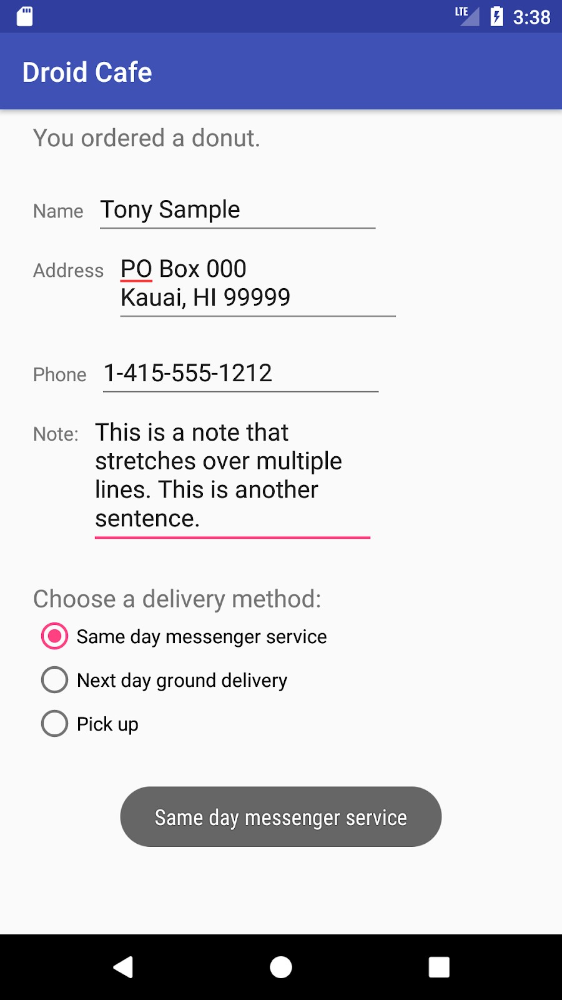 LTE 3:38
Droid Cafe
You ordered a donut.
Name Tony Sample
Address PO Box 000
Kauai, HI 99999
Phone 1-415-555-1212
Note: This is a note that
stretches over multiple
lines. This is another
sentence.
Choose a delivery method:
Same day messenger service
Next day ground delivery
Pick up
Same day messenger service